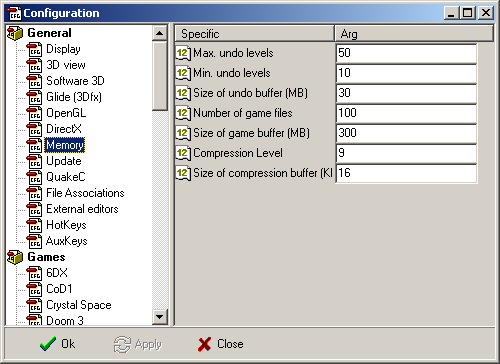 Configuration
General
Display
3D view
Software 3D
Glide (3Dfx)
OpenGL
DirectX
Memory
Update
QuakeC
File Associations
External editors
HotKeys
AuxKeys
Games
6DX
CoD1
Crystal Space
Doom 3
Specific Arg
Max. undo levels 50
Min. undo levels 10
Size of undo buffer (MB) 30
Number of game files 100
Size of game buffer (MB) 300
Compression Level 9
Size of compression buffer (KI 16
Ok Apply Close